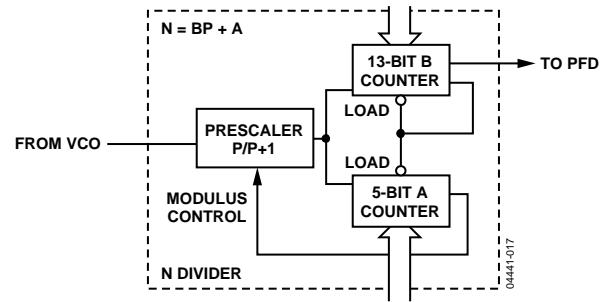 N = BP + A
13-BIT B
COUNTER
TO PFD
LOAD
PRESCALER
P/P+1
FROM VCO
LOAD
MODULUS
CONTROL
5-BIT A
COUNTER
N DIVIDER
04441-017